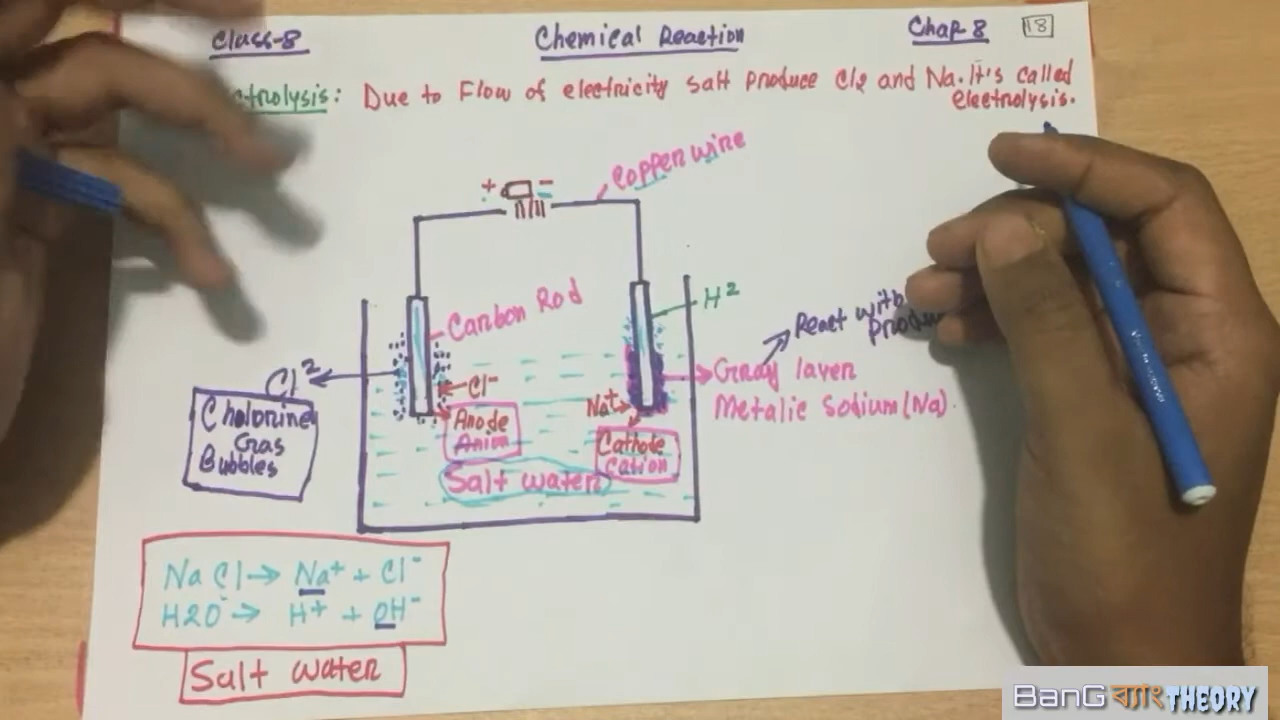 Class-8
Chemical Reaction
Chap-8
18
ctrolysis: Due to Flow of electricity salt produce Cl2 and Na. It's called
electrolysis.
Copper wire
+ -
Carbon Rod
H2
React with
Cl2
Cholorine
Gas
Bubbles
Cl-
Anode
Anion
Na+
Cathode
Cation
Gray layer
Metalic Sodium (Na).
Salt water
Na Cl → Na+ + Cl-
H2O → H+ + OH-
Salt water
BanG ব্যাং THEORY